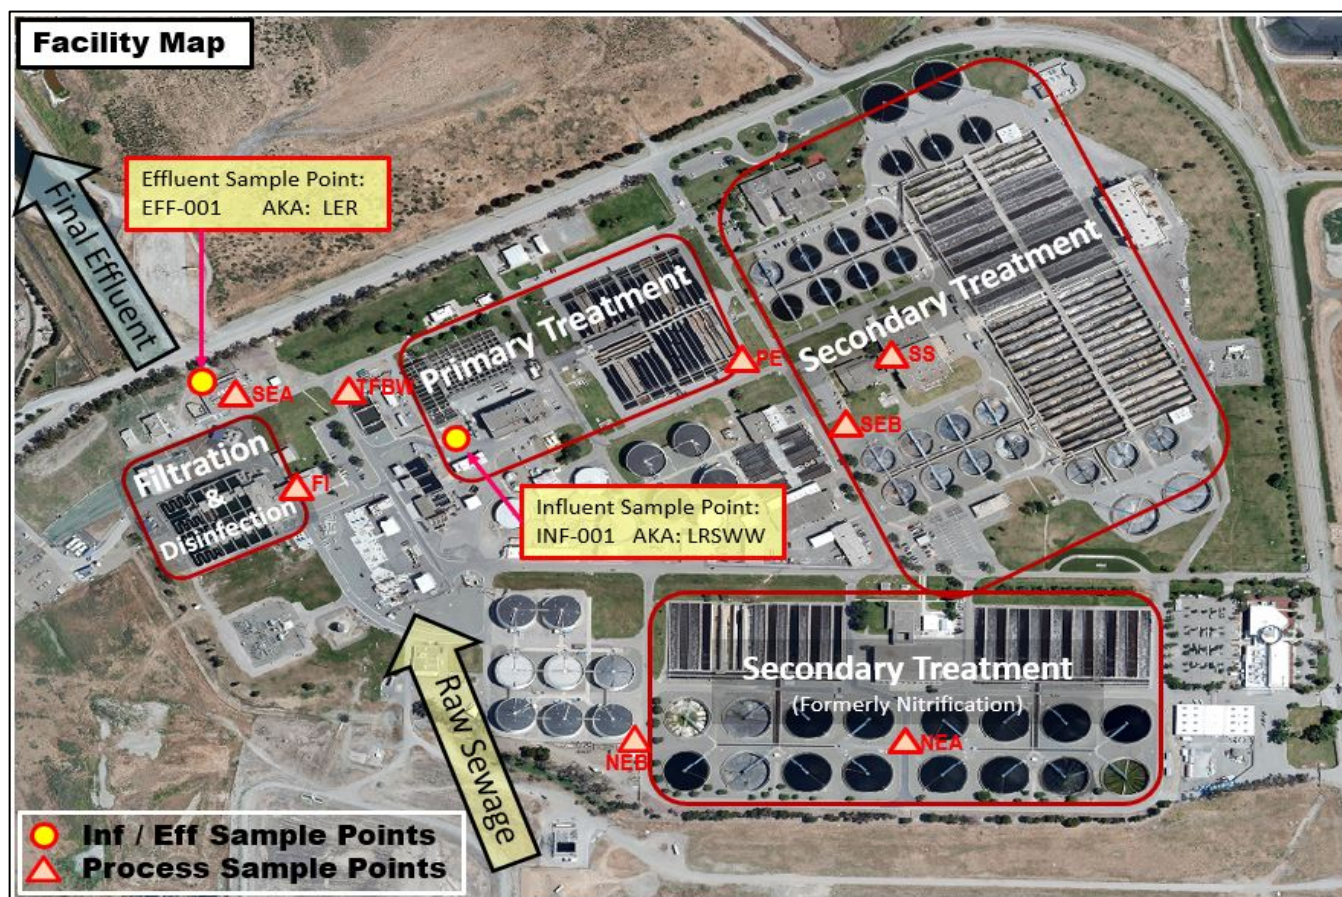 Facility Map
Effluent Sample Point:
EFF-001 AKA: LER
Final Effluent
Primary Treatment
Secondary Treatment
PE
SS
SEA
TFBW
SEB
Filtration
&
Disinfection
FI
Influent Sample Point:
INF-001 AKA: LRSWW
Raw Sewage
Secondary Treatment
(Formerly Nitrification)
NEB
NEA
Inf / Eff Sample Points
Process Sample Points